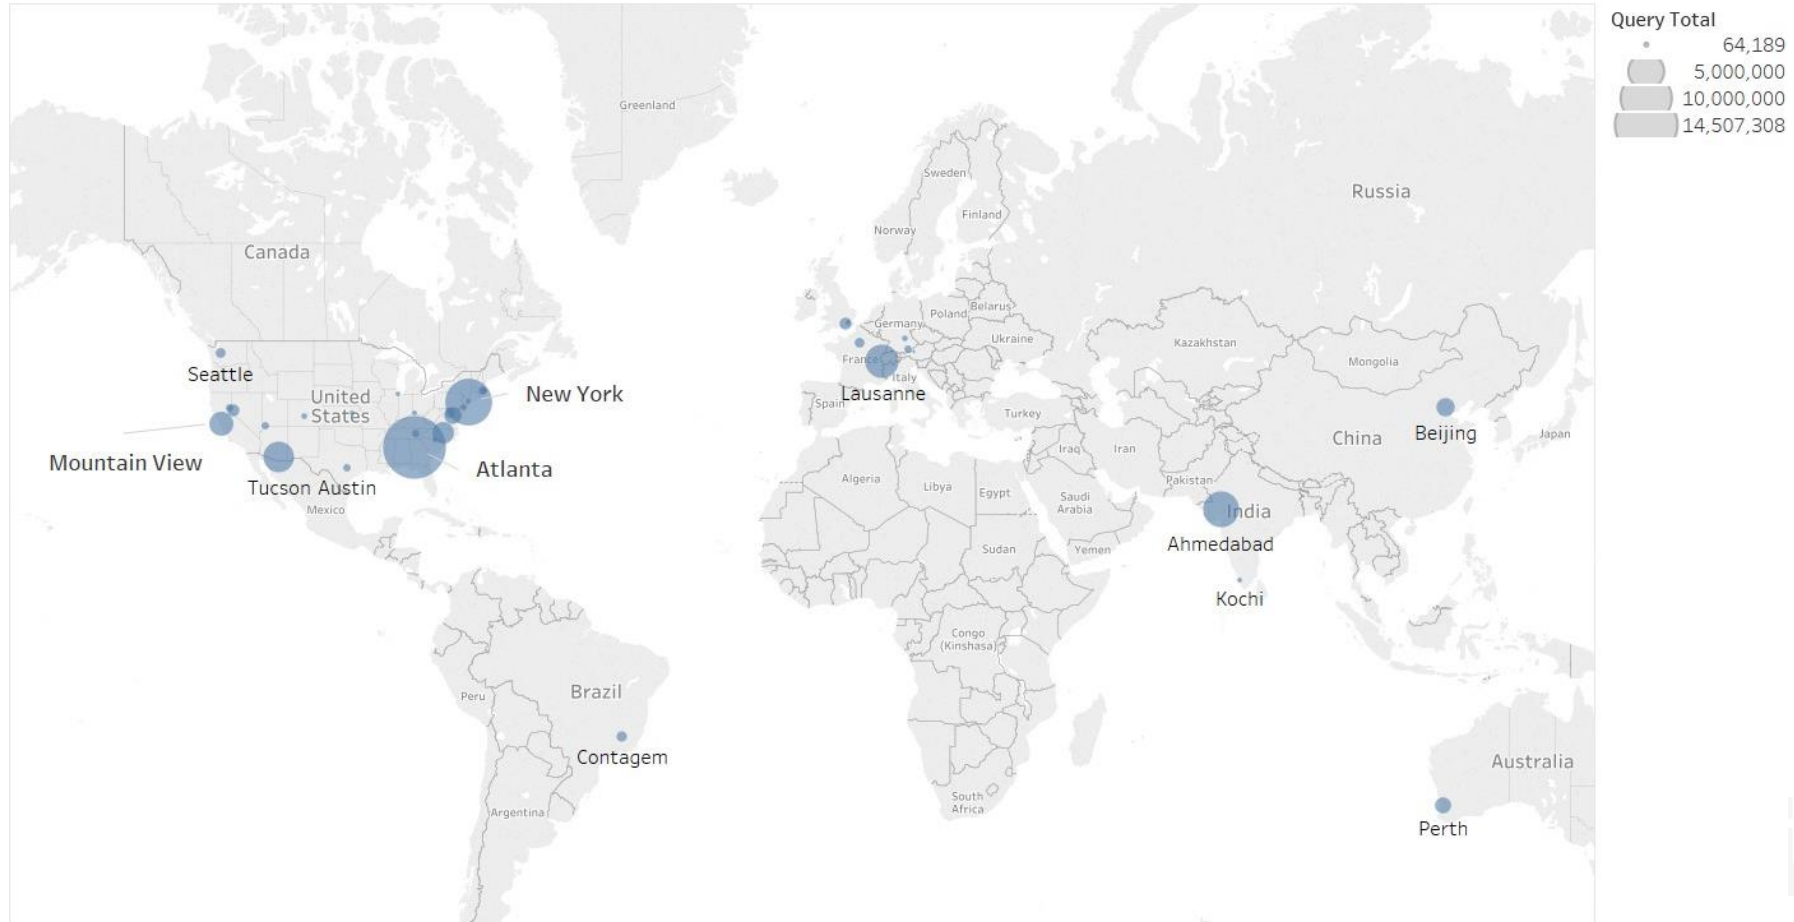 Query Total
64,189
5,000,000
10,000,000
14,507,308
Greenland
Russia
Sweden
Finland
Norway
Canada
Belarus
Poland
Germany
Ukraine
Kazakhstan
Mongolia
France
Italy
Lausanne
Spain
Turkey
Seattle
United
States
New York
Mountain View
Atlanta
Tucson
Austin
Mexico
Beijing
China
Japan
Iraq
Iran
Algeria
Libya
Egypt
Saudi
Arabia
Pakistan
India
Ahmedabad
Sudan
Yemen
Kochi
Congo
(Kinshasa)
Peru
Brazil
Contagem
Argentina
South
Africa
Australia
Perth